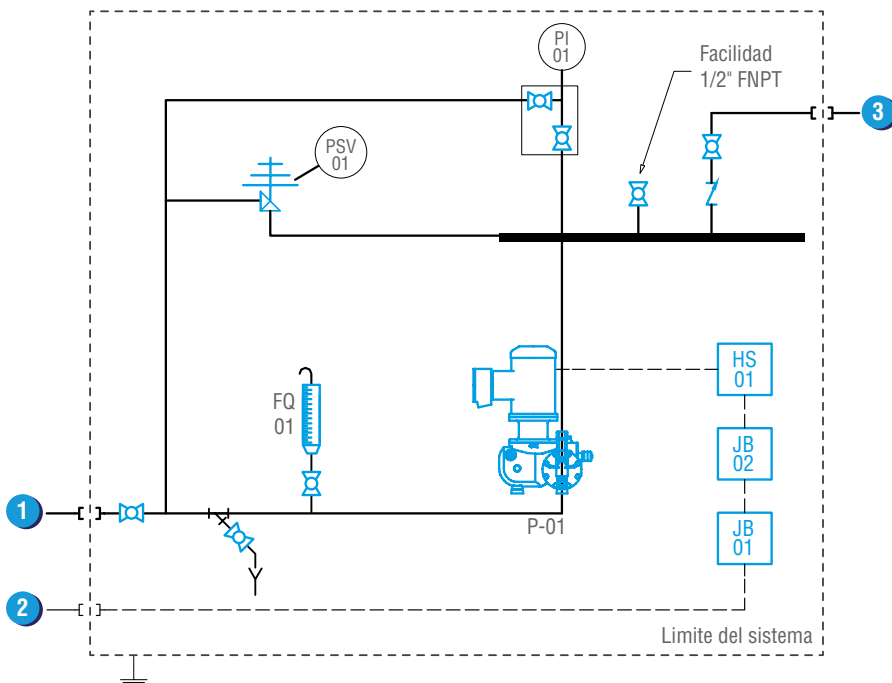 PI
01
Facilidad
1/2" FNPT
3
PSV
01
HS
01
FQ
01
JB
02
1
P-01
JB
01
2
Limite del sistema